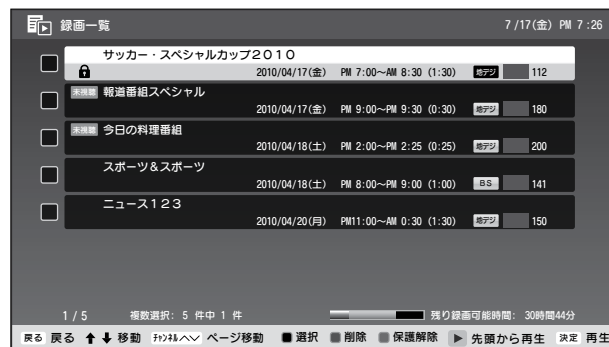 録画一覧 7/17(金) PM 7:26
サッカー・スペシャルカップ2010
2010/04/17(金) PM 7:00～AM 8:30 (1:30) 地デジ 112
未視聴 報道番組スペシャル
2010/04/17(金) PM 9:00～PM 9:30 (0:30) 地デジ 180
未視聴 今日の料理番組
2010/04/18(土) PM 2:00～PM 2:25 (0:25) 地デジ 200
スポーツ&スポーツ
2010/04/18(土) PM 8:00～PM 9:00 (1:00) BS 141
ニュース123
2010/04/20(月) PM11:00～AM 0:30 (1:30) 地デジ 150
1/5 複数選択: 5 件中 1 件 残り録画可能時間: 30時間44分
戻る 戻る 移動 チャンネル ページ移動 選択 削除 保護解除 先頭から再生 決定 再生